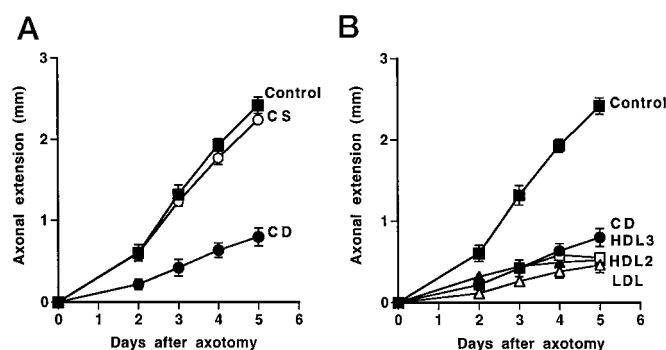 A
Axonal extension (mm)
3
2
1
0
Control
CS
CD
0 1 2 3 4 5 6
Days after axotomy
B
Axonal extension (mm)
3
2
1
0
Control
CD
HDL3
HDL2
LDL
0 1 2 3 4 5 6
Days after axotomy